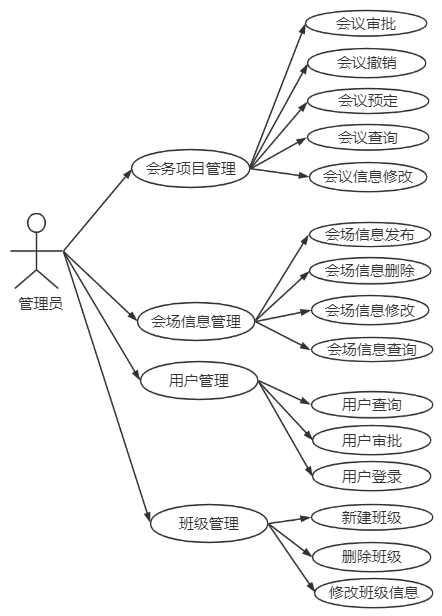 会议审批
会议撤销
会议预定
会议查询
会议信息修改
会务项目管理
管理员
会场信息发布
会场信息删除
会场信息修改
会场信息查询
会场信息管理
用户管理
用户查询
用户审批
用户登录
班级管理
新建班级
删除班级
修改班级信息